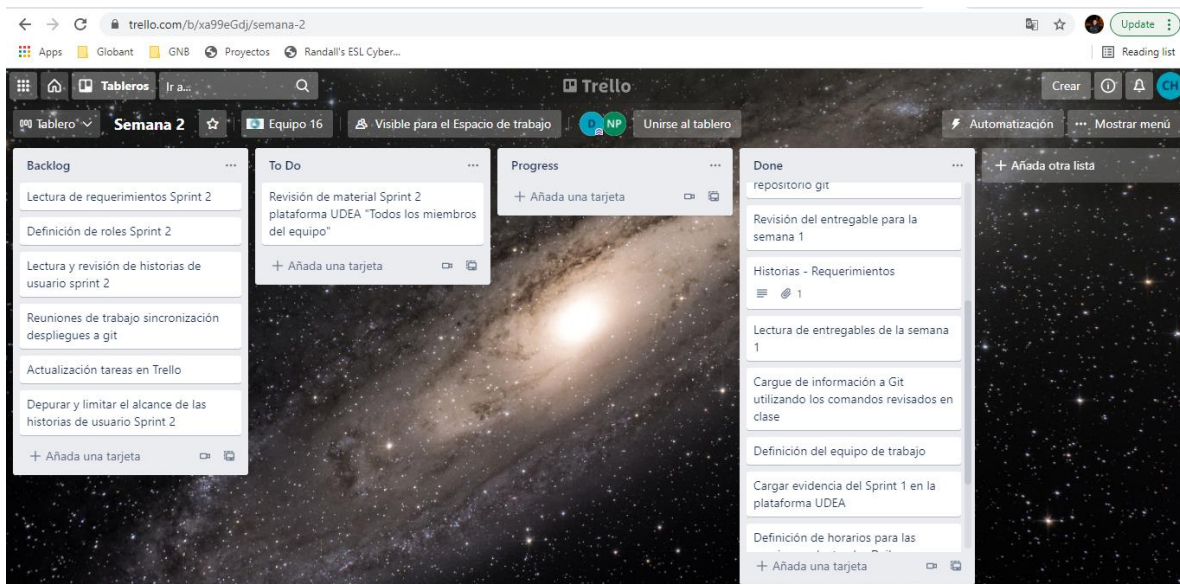 trello.com/b/xa99eGdj/semana-2
Update
Apps
Globant
GNB
Proyectos
Randall's ESL Cyber...
Reading list
Tableros
Ir a...
Trello
Crear
CH
Tablero
Semana 2
Equipo 16
Visible para el Espacio de trabajo
D
NP
Unirse al tablero
Automatización
... Mostrar menú
Backlog
...
Lectura de requerimientos Sprint 2
Definición de roles Sprint 2
Lectura y revisión de historias de
usuario sprint 2
Reuniones de trabajo sincronización
despliegues a git
Actualización tareas en Trello
Depurar y limitar el alcance de las
historias de usuario Sprint 2
+ Añada una tarjeta
To Do
...
Revisión de material Sprint 2
plataforma UDEA "Todos los miembros
del equipo"
+ Añada una tarjeta
Progress
...
+ Añada una tarjeta
Done
...
repositorio git
Revisión del entregable para la
semana 1
Historias - Requerimientos
1
Lectura de entregables de la semana
1
Cargue de información a Git
utilizando los comandos revisados en
clase
Definición del equipo de trabajo
Cargar evidencia del Sprint 1 en la
plataforma UDEA
Definición de horarios para las
+ Añada una tarjeta
+ Añada otra lista